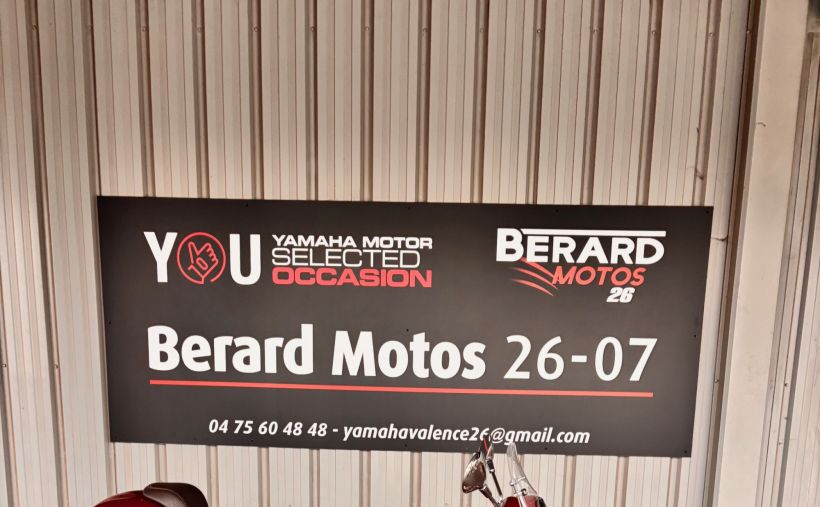 YOU YAMAHA MOTOR
SELECTED
OCCASION
BERARD
MOTOS
26
Berard Motos 26-07
04 75 60 48 48 - yamahavalence26@gmail.com